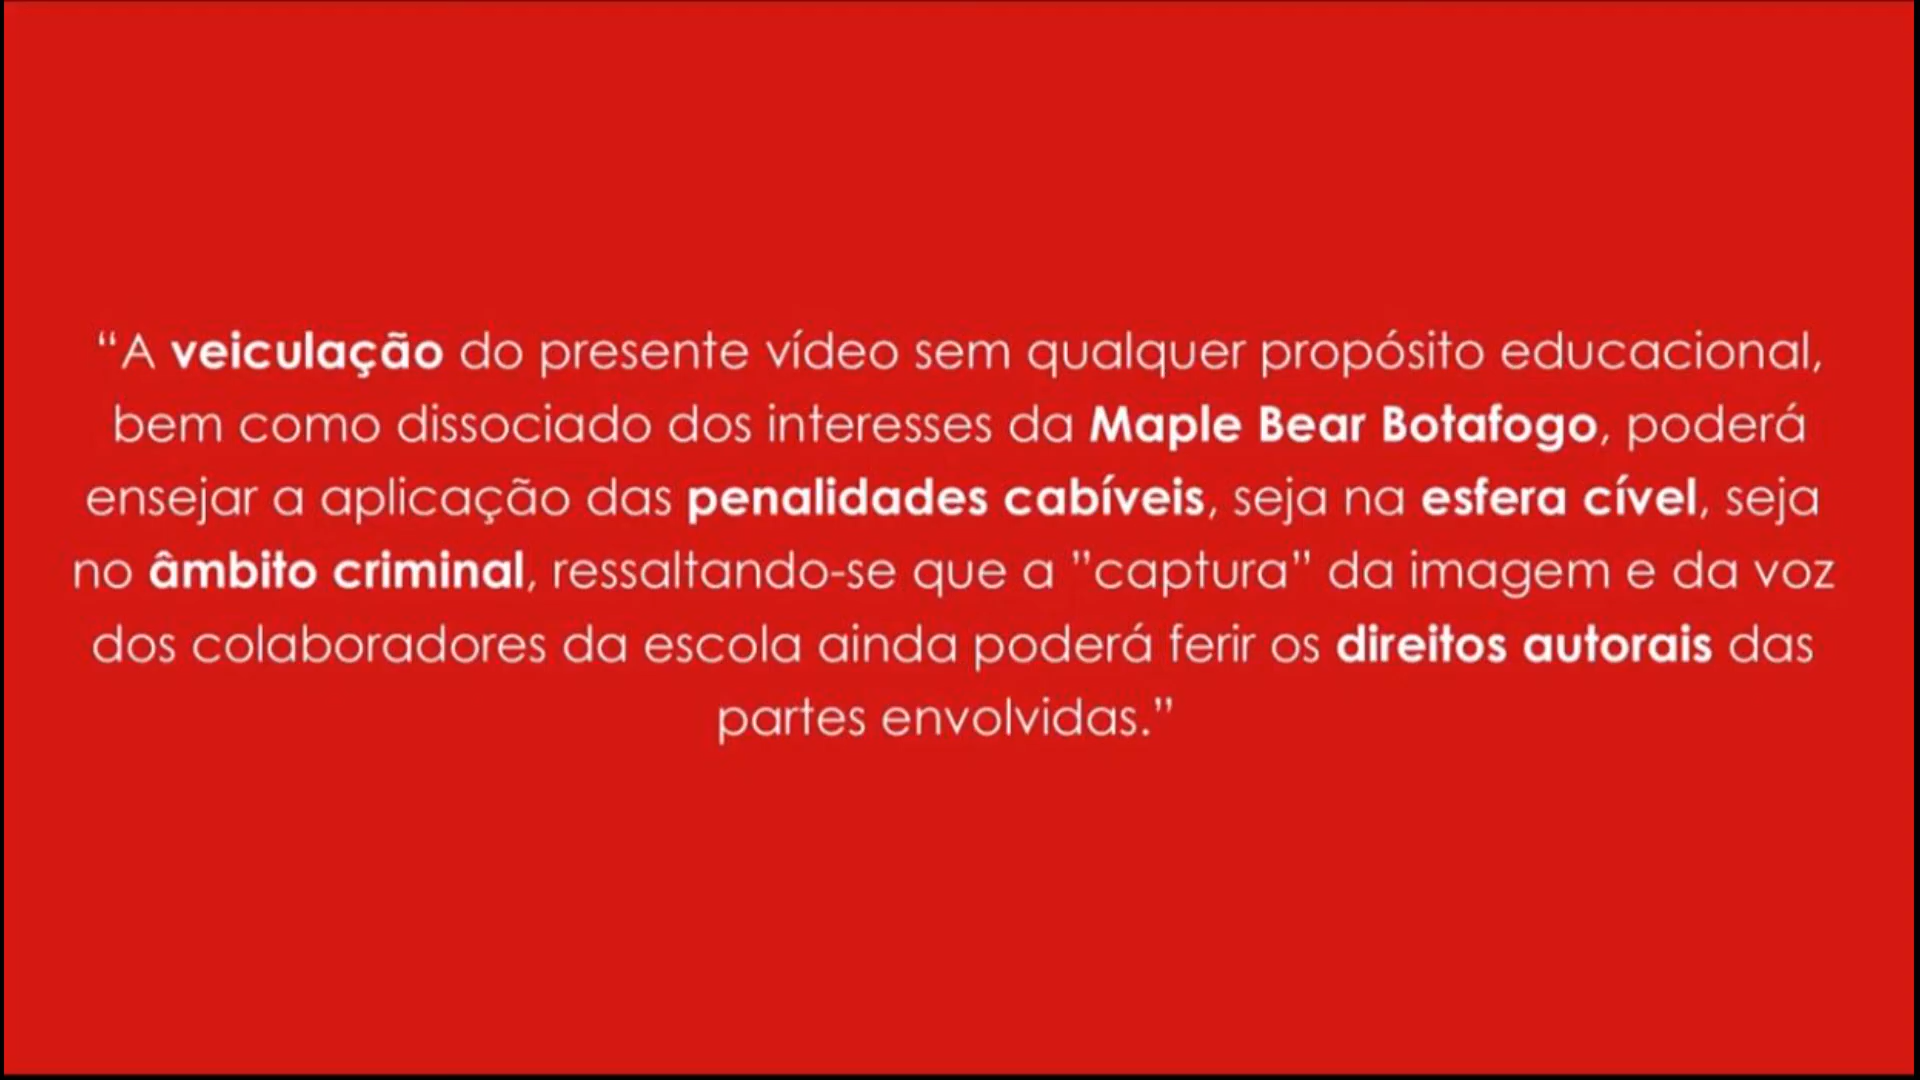 “A veiculação do presente vídeo sem qualquer propósito educacional,
bem como dissociado dos interesses da Maple Bear Botafogo, poderá
ensejar a aplicação das penalidades cabíveis, seja na esfera cível, seja
no âmbito criminal, ressaltando-se que a ”captura” da imagem e da voz
dos colaboradores da escola ainda poderá ferir os direitos autorais das
partes envolvidas.”